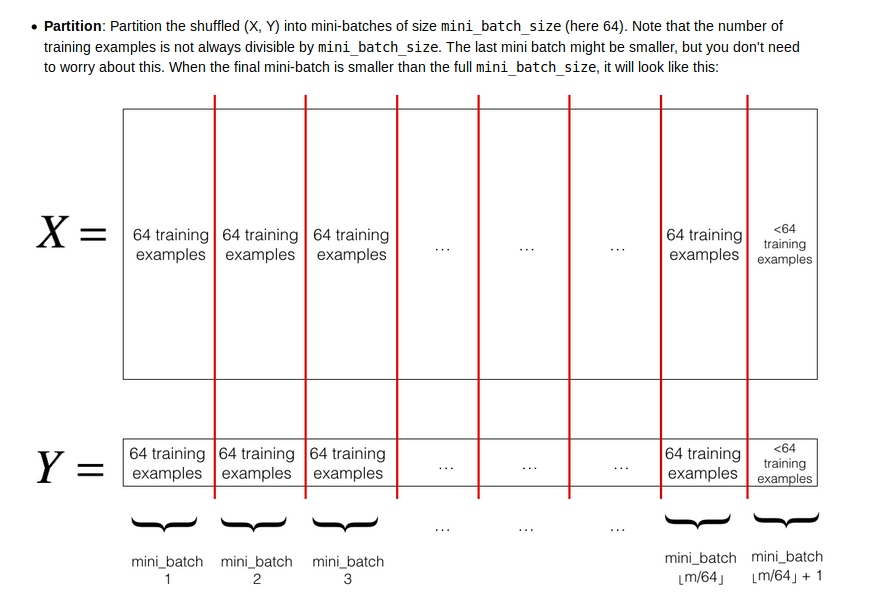 • Partition: Partition the shuffled (X, Y) into mini-batches of size mini_batch_size (here 64). Note that the number of
training examples is not always divisible by mini_batch_size. The last mini batch might be smaller, but you don't need
to worry about this. When the final mini-batch is smaller than the full mini_batch_size, it will look like this:
X =
64 training
examples
64 training
examples
64 training
examples
...
...
...
64 training
examples
<64
training
examples
Y =
64 training
examples
64 training
examples
64 training
examples
...
...
...
64 training
examples
<64
training
examples
mini_batch
1
mini_batch
2
mini_batch
3
...
...
...
mini_batch
⌊m/64⌋
mini_batch
⌊m/64⌋ + 1